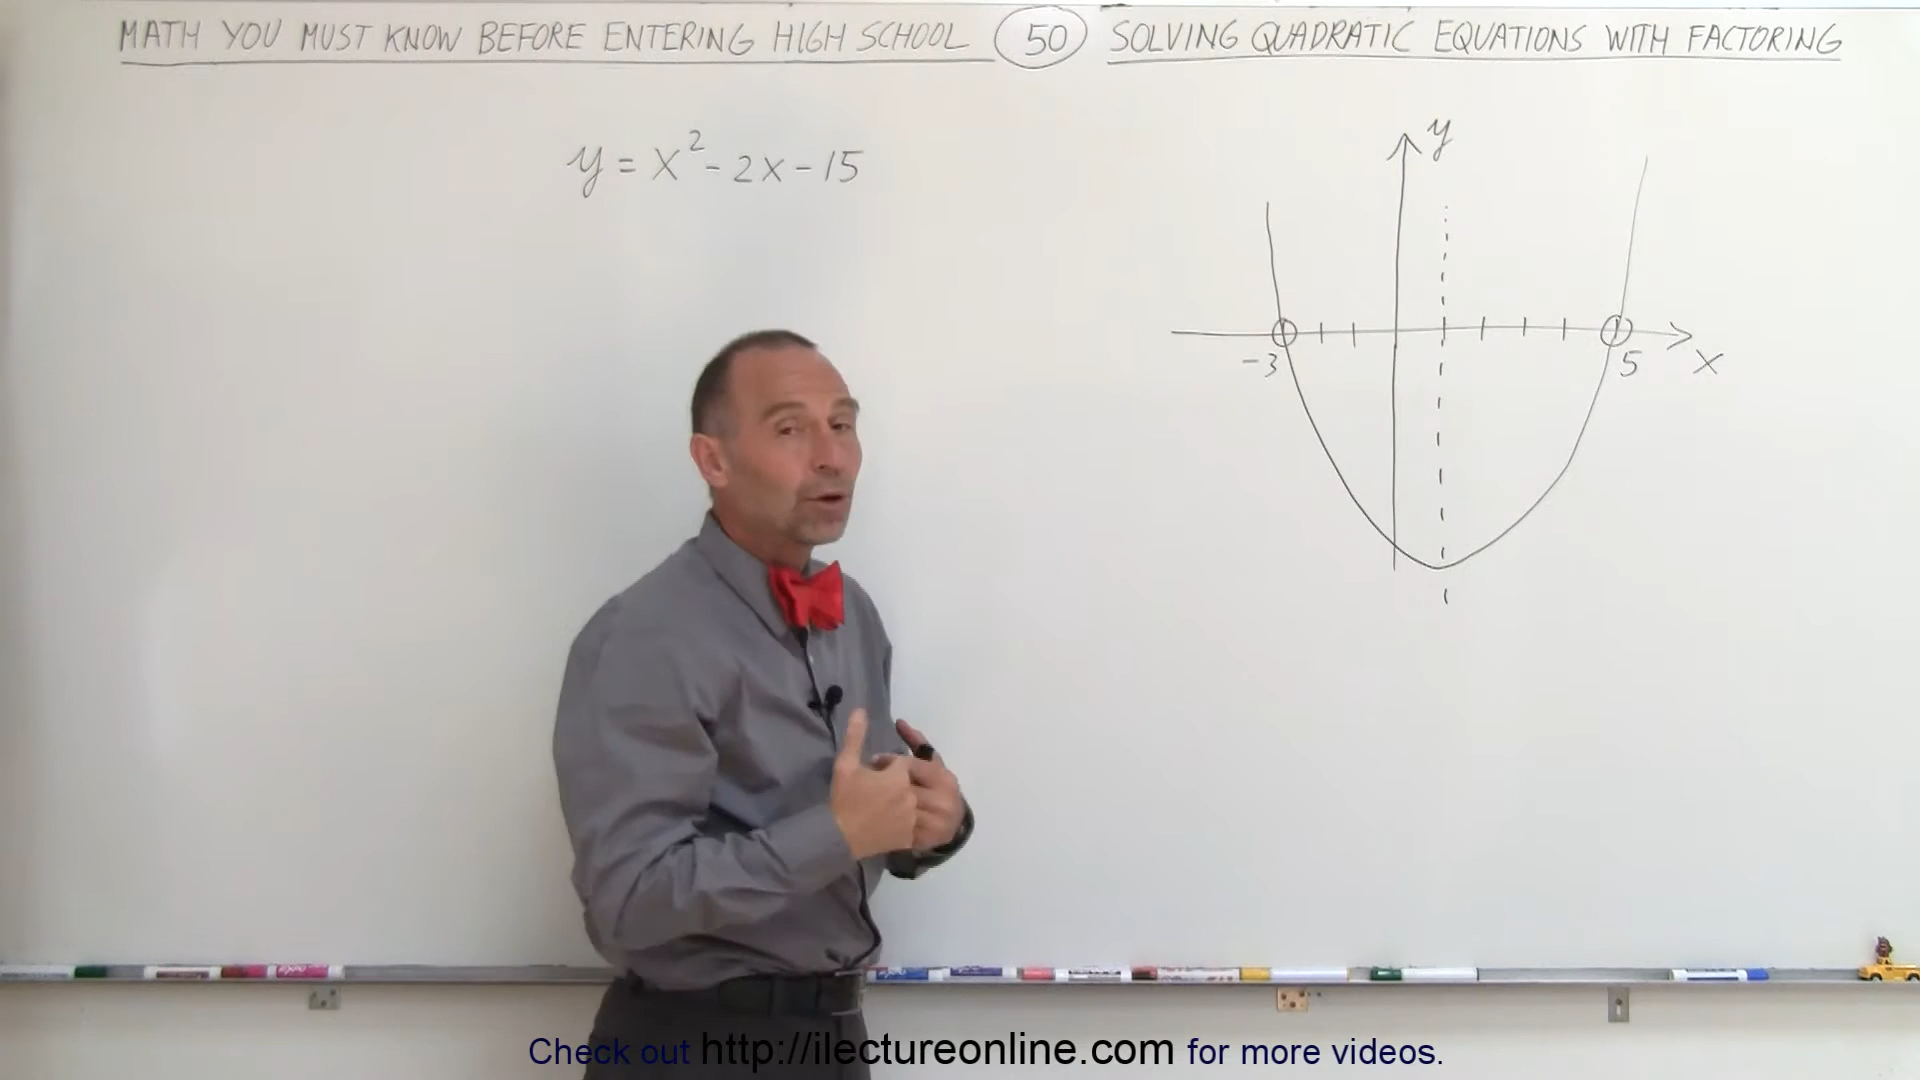 MATH YOU MUST KNOW BEFORE ENTERING HIGH SCHOOL 50 SOLVING QUADRATIC EQUATIONS WITH FACTORING
y = x² - 2x - 15
y
-3
5
x
Check out http://ilectureonline.com for more videos.